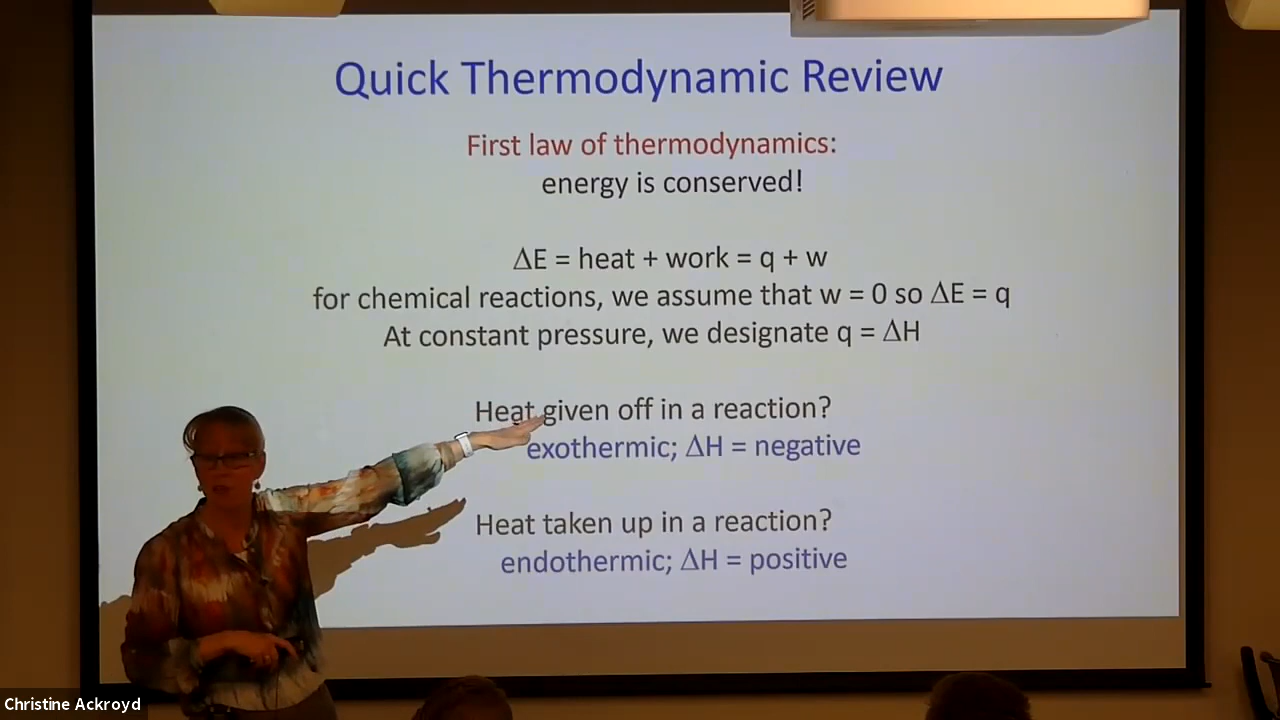 Quick Thermodynamic Review
First law of thermodynamics:
energy is conserved!
ΔE = heat + work = q + w
for chemical reactions, we assume that w = 0 so ΔE = q
At constant pressure, we designate q = ΔH
Heat given off in a reaction?
exothermic; ΔH = negative
Heat taken up in a reaction?
endothermic; ΔH = positive
Christine Ackroyd